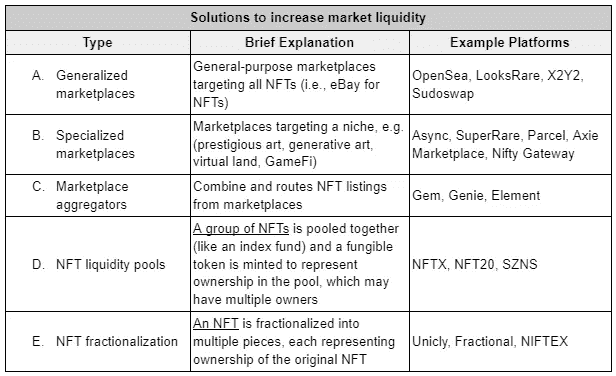 Solutions to increase market liquidity
Type
Brief Explanation
Example Platforms
A. Generalized
marketplaces
General-purpose marketplaces
targeting all NFTs (i.e., eBay for
NFTs)
OpenSea, LooksRare, X2Y2,
Sudoswap
B. Specialized
marketplaces
Marketplaces targeting a niche, e.g.
(prestigious art, generative art,
virtual land, GameFi)
Async, SuperRare, Parcel, Axie
Marketplace, Nifty Gateway
C. Marketplace
aggregators
Combine and routes NFT listings
from marketplaces
Gem, Genie, Element
D. NFT liquidity pools
A group of NFTs is pooled together
(like an index fund) and a fungible
token is minted to represent
ownership in the pool, which may
have multiple owners
NFTX, NFT20, SZNS
E. NFT fractionalization
An NFT is fractionalized into
multiple pieces, each representing
ownership of the original NFT
Unicly, Fractional, NIFTEX